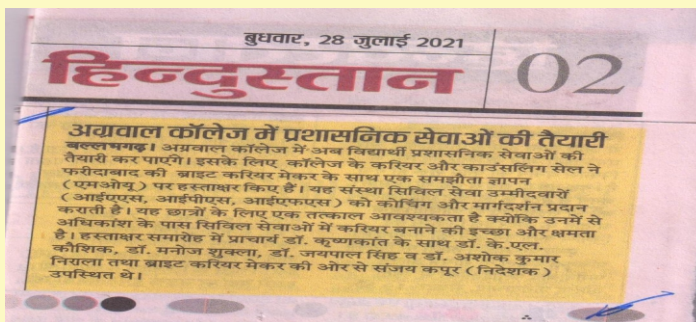 बुधवार, 28 जुलाई 2021
हिन्दुस्तान
02
अग्रवाल कॉलेज में प्रशासनिक सेवाओं की तैयारी
बल्लभगढ़। अग्रवाल कॉलेज में अब विद्यार्थी प्रशासनिक सेवाओं की
तैयारी कर पाएंगे। इसके लिए कॉलेज के करियर और काउंसलिंग सेल ने
फरीदाबाद की ब्राइट करियर मेकर के साथ एक समझौता ज्ञापन
(एमओयू) पर हस्ताक्षर किए हैं। यह संस्था सिविल सेवा उम्मीदवारों
(आईएएस, आईपीएस, आईएफएस) को कोचिंग और मार्गदर्शन प्रदान
कराती है। यह छात्रों के लिए एक तत्काल आवश्यकता है क्योंकि उनमें से
अधिकांश के पास सिविल सेवाओं में करियर बनाने की इच्छा और क्षमता
है। हस्ताक्षर समारोह में प्राचार्य डॉ. कृष्णकांत के साथ डॉ. के.एल.
कौशिक, डॉ. मनोज शुक्ला, डॉ. जयपाल सिंह व डॉ. अशोक कुमार
निराला तथा ब्राइट करियर मेकर की ओर से संजय कपूर (निदेशक)
उपस्थित थे।